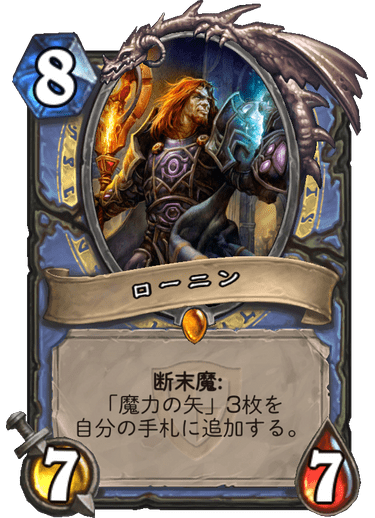 8
ローニン
断末魔:
「魔力の矢」3枚を
自分の手札に追加する。
7
7